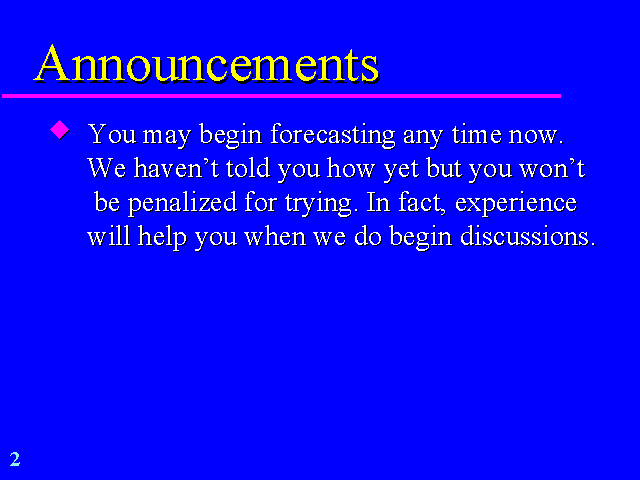 Announcements
You may begin forecasting any time now.
We haven’t told you how yet but you won’t
be penalized for trying. In fact, experience
will help you when we do begin discussions.
2